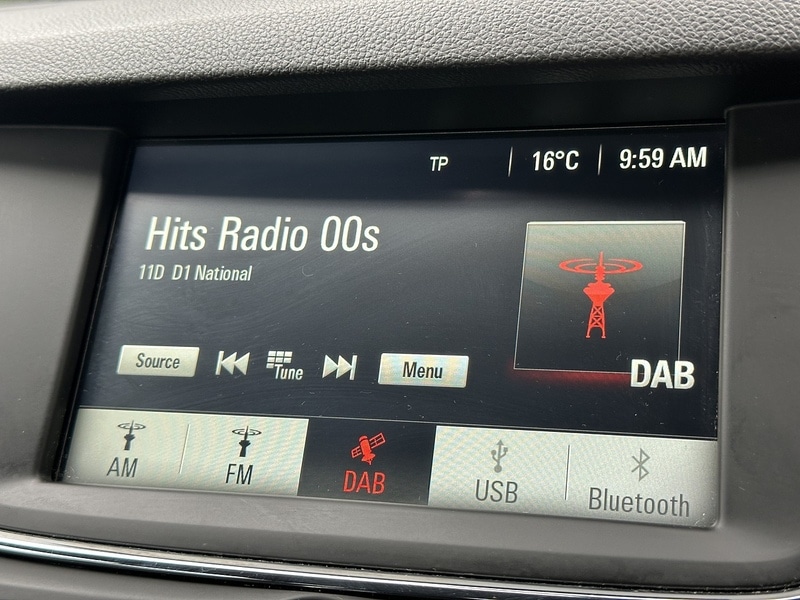 TP 16°C 9:59 AM
Hits Radio 00s
11D D1 National
DAB
Source Tune Menu
AM FM DAB USB Bluetooth